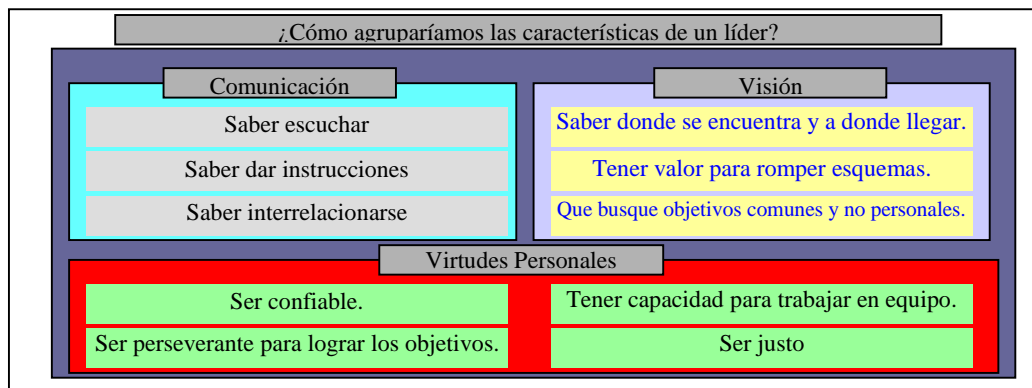 ¿Cómo agruparíamos las características de un líder?
Comunicación
Saber escuchar
Saber dar instrucciones
Saber interrelacionarse
Visión
Saber donde se encuentra y a donde llegar.
Tener valor para romper esquemas.
Que busque objetivos comunes y no personales.
Virtudes Personales
Ser confiable.
Tener capacidad para trabajar en equipo.
Ser perseverante para lograr los objetivos.
Ser justo